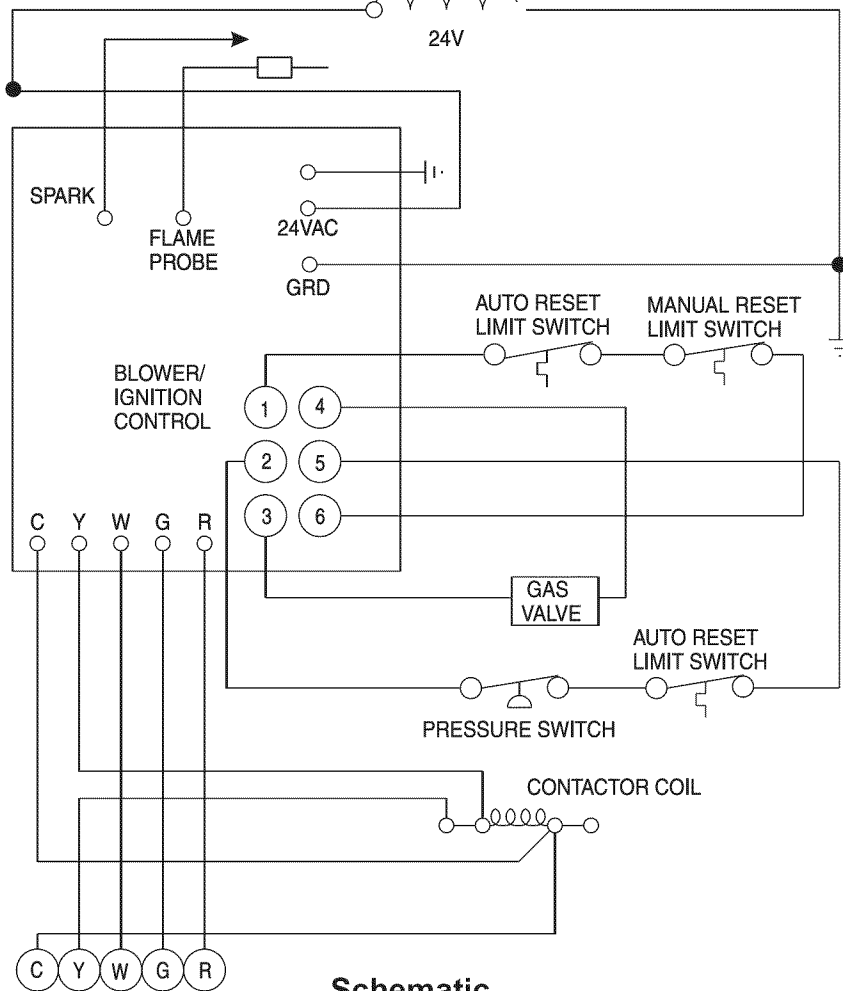 24V
SPARK
FLAME
PROBE
24VAC
GRD
AUTO RESET
LIMIT SWITCH
MANUAL RESET
LIMIT SWITCH
BLOWER/
IGNITION
CONTROL
1 4
2 5
3 6
C Y W G R
GAS
VALVE
AUTO RESET
LIMIT SWITCH
PRESSURE SWITCH
CONTACTOR COIL
C Y W G R
Schematic